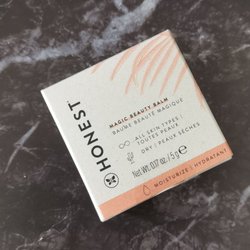 HONEST
MAGIC BEAUTY BALM
BAUME BEAUTÉ MAGIQUE
ALL SKIN TYPES
TOUTES PEAUX
DRY | PEAUX SÈCHES
Net Wt. 0.17 oz. / 5 g ℮
MOISTURIZE | HYDRATANT